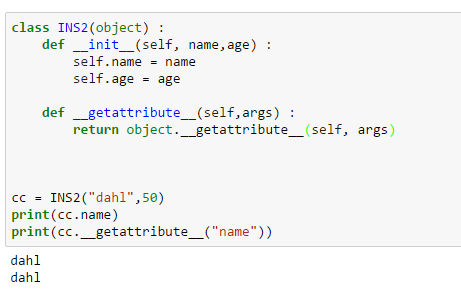 class INS2(object) :
    def __init__(self, name,age) :
        self.name = name
        self.age = age
    def __getattribute__(self,args) :
        return object.__getattribute__(self, args)
cc = INS2("dahl",50)
print(cc.name)
print(cc.__getattribute__("name"))
dahl
dahl